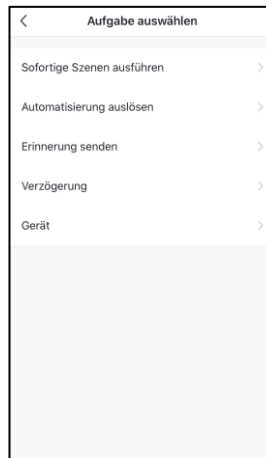 Aufgabe auswählen
Sofortige Szenen ausführen
Automatisierung auslösen
Erinnerung senden
Verzögerung
Gerät